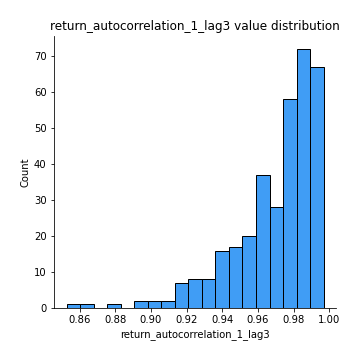 return_autocorrelation_1_lag3 value distribution
70
60
50
40
30
20
10
0
Count
0.86 0.88 0.90 0.92 0.94 0.96 0.98 1.00
return_autocorrelation_1_lag3